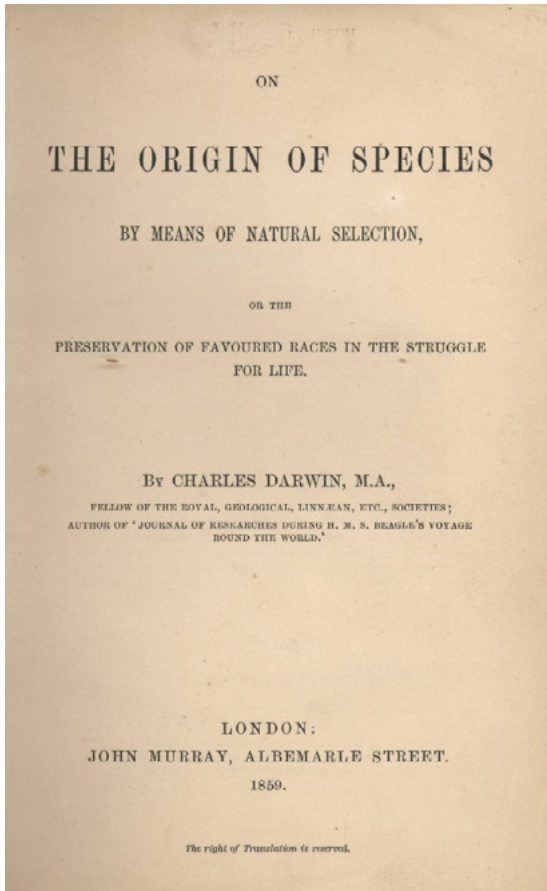 ON
THE ORIGIN OF SPECIES
BY MEANS OF NATURAL SELECTION,
OR THE
PRESERVATION OF FAVOURED RACES IN THE STRUGGLE
FOR LIFE.
BY CHARLES DARWIN, M.A.,
FELLOW OF THE ROYAL, GEOLOGICAL, LINNÆAN, ETC., SOCIETIES;
AUTHOR OF 'JOURNAL OF RESEARCHES DURING H. M. S. BEAGLE'S VOYAGE
ROUND THE WORLD.'
LONDON:
JOHN MURRAY, ALBEMARLE STREET.
1859.
The right of Translation is reserved.